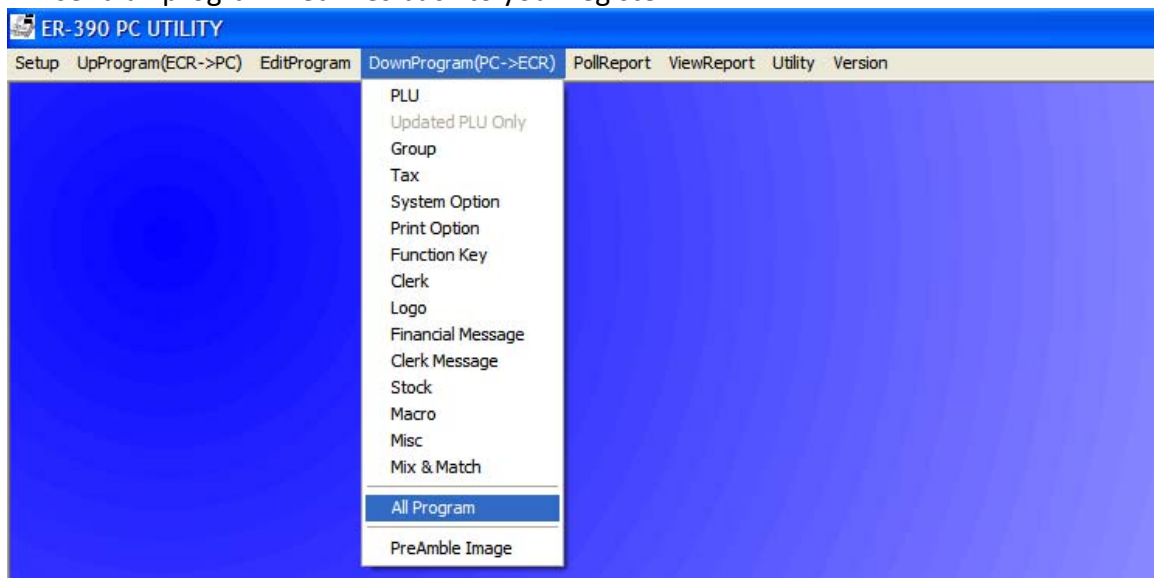 ER-390 PC UTILITY
Setup UpProgram(ECR->PC) EditProgram DownProgram(PC->ECR) PollReport ViewReport Utility Version
PLU
Updated PLU Only
Group
Tax
System Option
Print Option
Function Key
Clerk
Logo
Financial Message
Clerk Message
Stock
Macro
Misc
Mix & Match
All Program
PreAmble Image